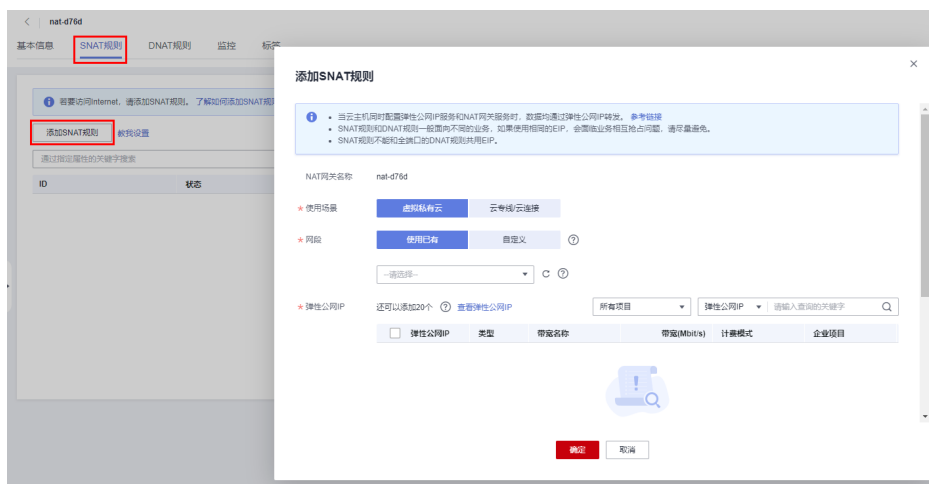 nat-d76d
基本信息 SNAT规则 DNAT规则 监控 标签
若要访问Internet，请添加SNAT规则。了解如何添加SNAT规
添加SNAT规则 教我设置
通过指定属性的关键字搜索
ID 状态
添加SNAT规则
当云主机同时配置弹性公网IP服务和NAT网关服务时，数据均通过弹性公网IP转发。 参考链接
SNAT规则和DNAT规则一般面向不同的业务，如果使用相同的EIP，会面临业务相互抢占问题，请尽量避免。
SNAT规则不能和全端口的DNAT规则共用EIP。
NAT网关名称 nat-d76d
★ 使用场景 虚拟私有云 云专线/云连接
★ 网段 使用已有 自定义
--请选择--
★ 弹性公网IP 还可以添加20个 查看弹性公网IP 所有项目 弹性公网IP 请输入查询的关键字
弹性公网IP 类型 带宽名称 带宽(Mbit/s) 计费模式 企业项目
确定 取消